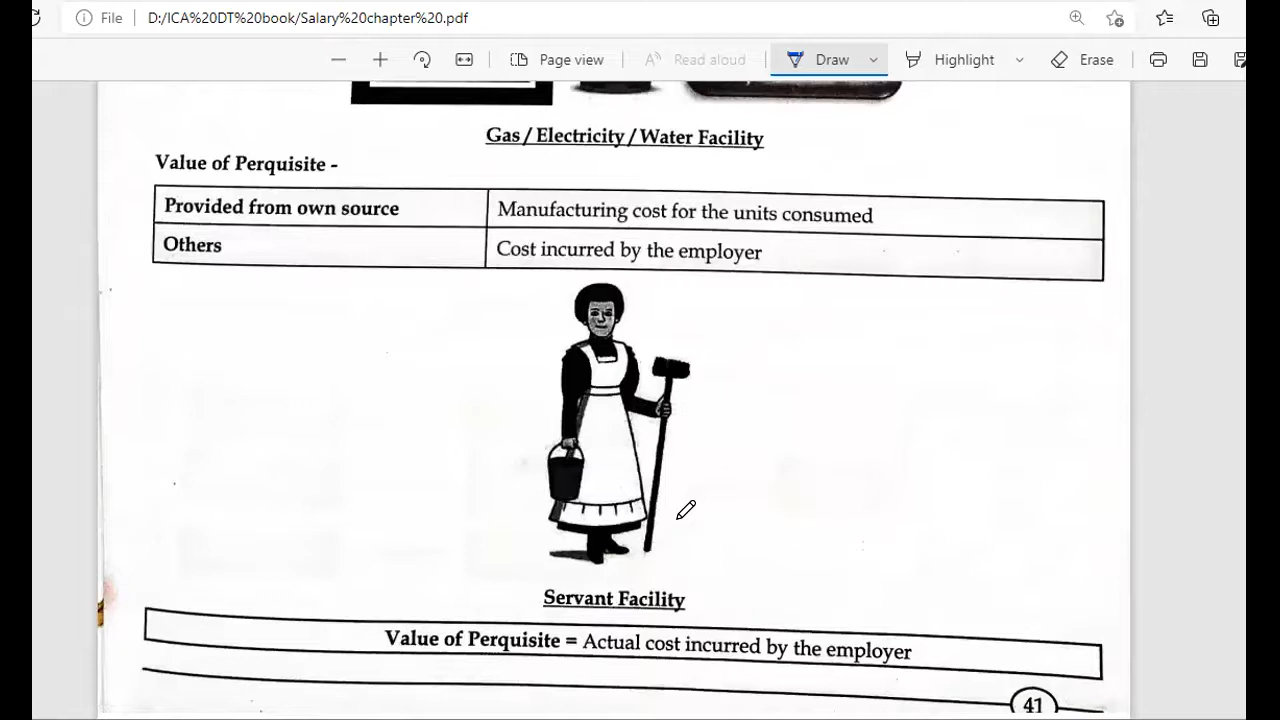 File D:/ICA%20DT%20book/Salary%20chapter%20.pdf
Page view Read aloud Draw Highlight Erase
Gas / Electricity / Water Facility
Value of Perquisite -
Provided from own source Manufacturing cost for the units consumed
Others Cost incurred by the employer
Servant Facility
Value of Perquisite = Actual cost incurred by the employer
41